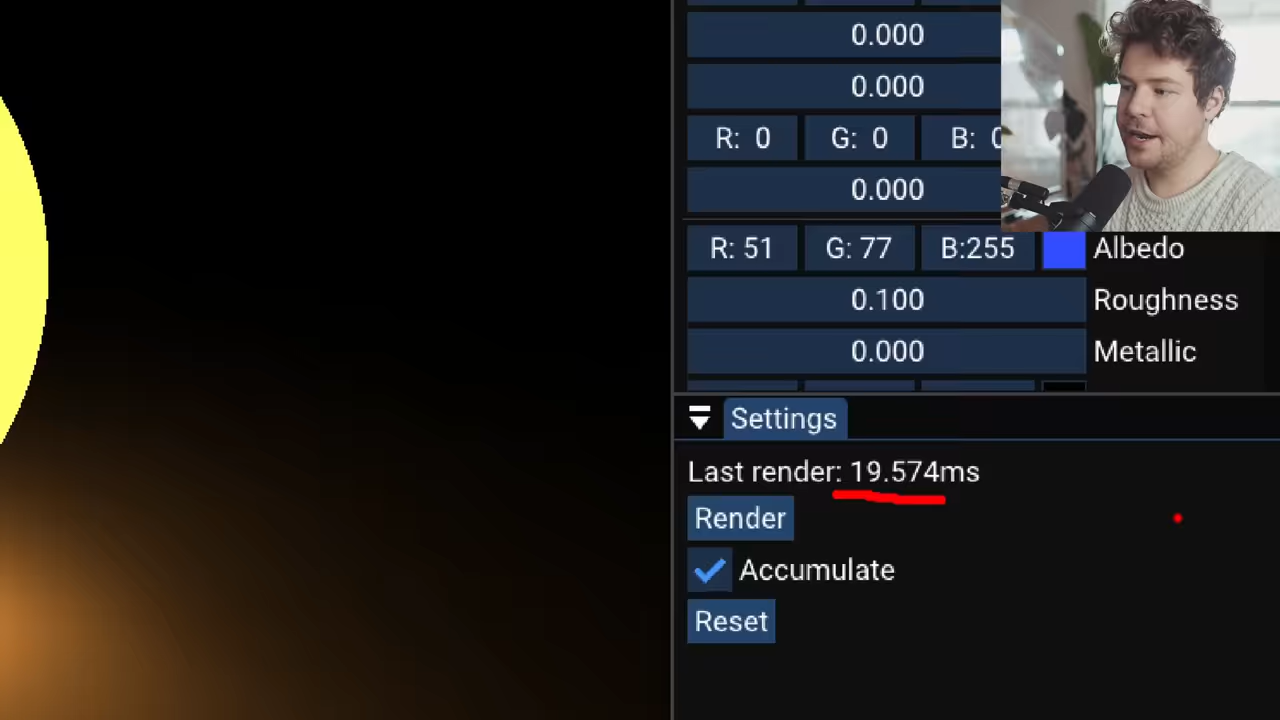 0.000
0.000
R: 0 G: 0 B: 0
0.000
R: 51 G: 77 B:255 Albedo
0.100 Roughness
0.000 Metallic
Settings
Last render: 19.574ms
Render
Accumulate
Reset